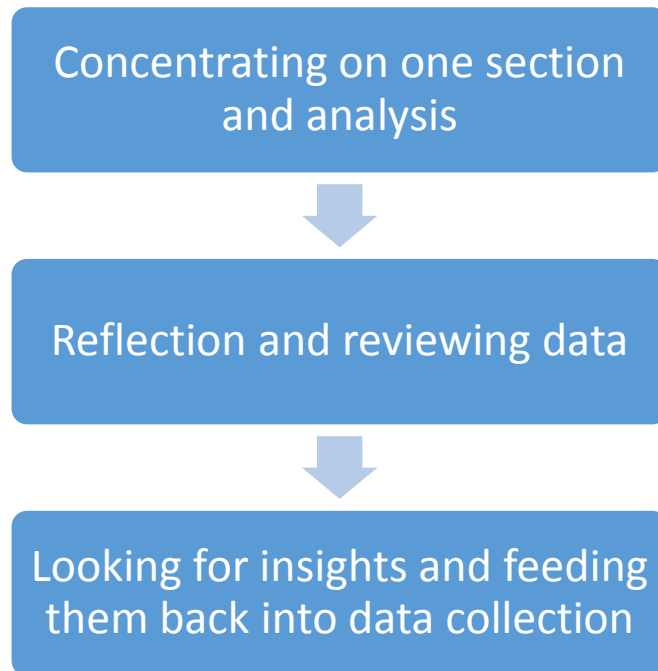 Concentrating on one section
and analysis
Reflection and reviewing data
Looking for insights and feeding
them back into data collection